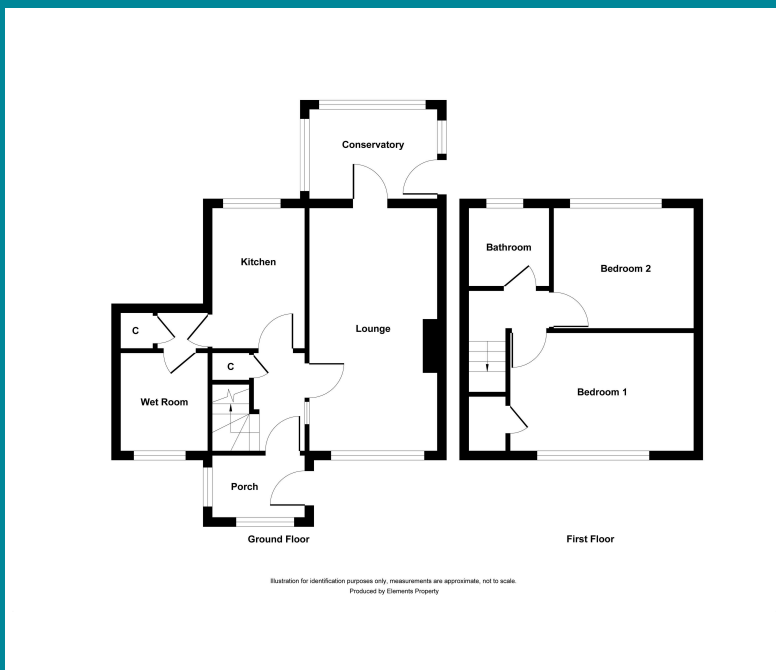 Conservatory
Kitchen
Bathroom
Bedroom 2
C
Lounge
C
Wet Room
Bedroom 1
Porch
Ground Floor
First Floor
Illustration for identification purposes only, measurements are approximate, not to scale.
Produced by Elements Property